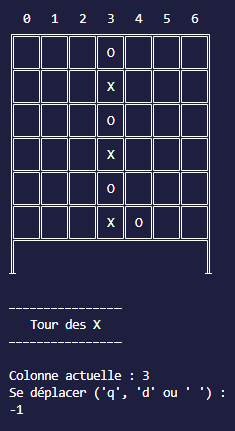 0 1 2 3 4 5 6
O
X
O
X
O
X O
Tour des X
Colonne actuelle : 3
Se déplacer ('q', 'd' ou ' ') :
-1